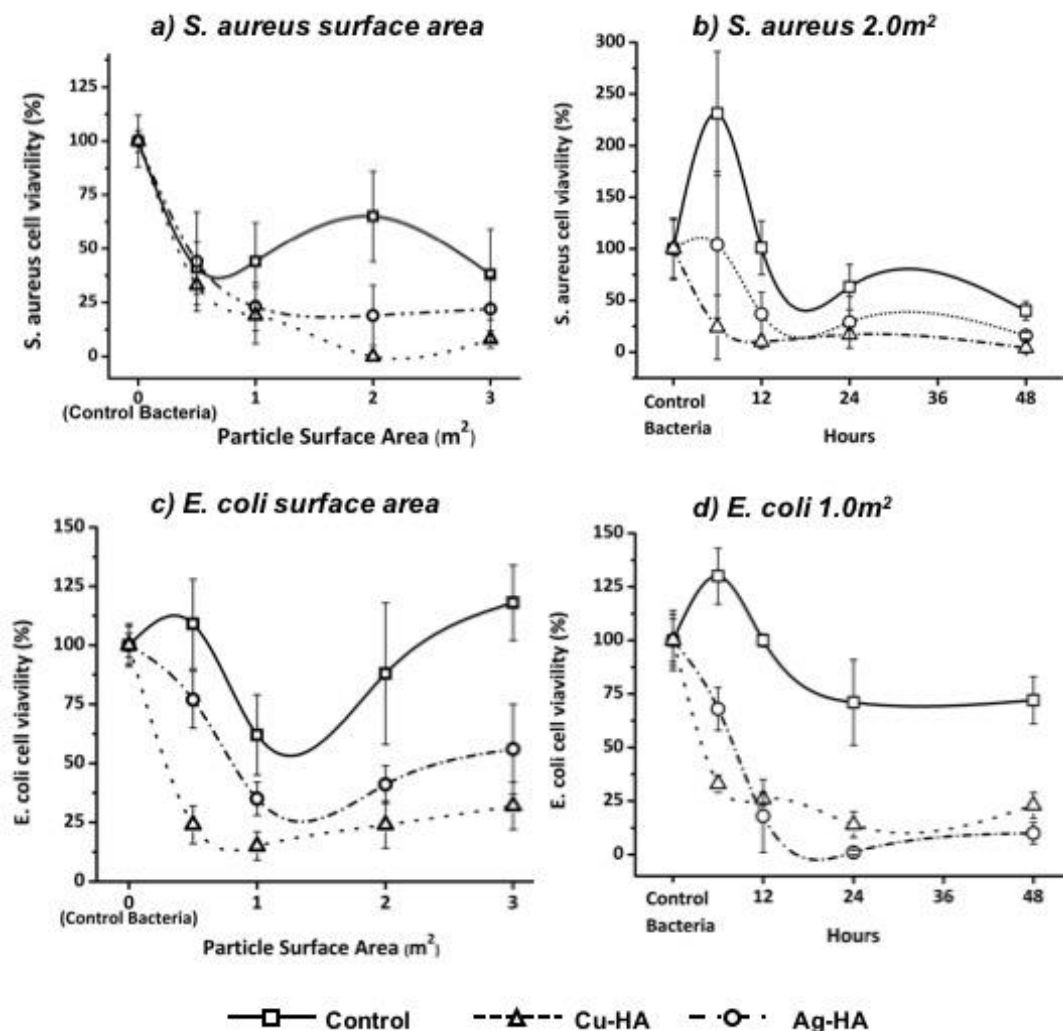 a) S. aureus surface area
S. aureus cell viavility (%)
125
100
75
50
25
0
0
1
2
3
(Control Bacteria)
Particle Surface Area (m²)
b) S. aureus 2.0m²
S. aureus cell viavility (%)
300
250
200
150
100
50
0
Control
Bacteria
12
24
36
48
Hours
c) E. coli surface area
E. coli cell viavility (%)
150
125
100
75
50
25
0
0
1
2
3
(Control Bacteria)
Particle Surface Area (m²)
d) E. coli 1.0m²
E. coli cell viavility (%)
150
125
100
75
50
25
0
Control
Bacteria
12
24
36
48
Hours
Control Cu-HA Ag-HA